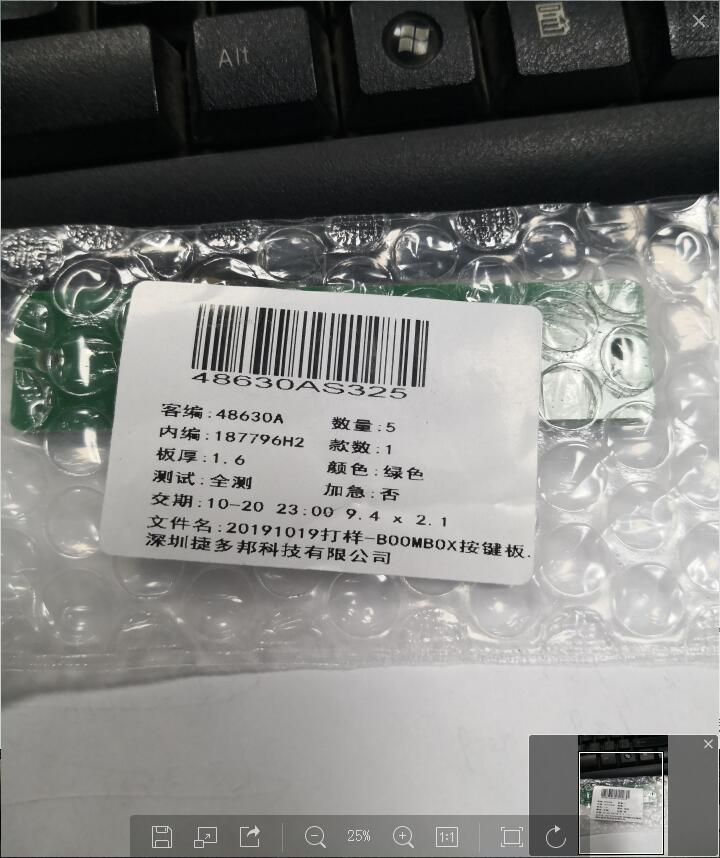 Alt
48630AS325
客编:48630A 数量:5
内编:187796H2 款数:1
板厚:1.6 颜色:绿色
测试:全测 加急:否
交期:10-20 23:00 9.4 x 2.1
文件名:20191019打样-BOOMBOX按键板.
深圳捷多邦科技有限公司
25%
1:1